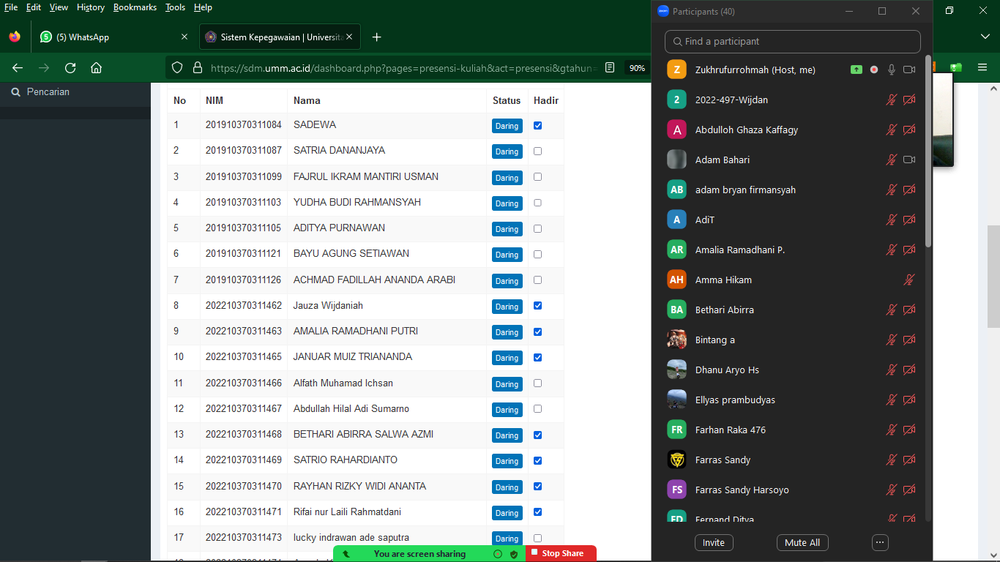 File Edit View History Bookmarks Tools Help
(5) WhatsApp
Sistem Kepegawaian | Universita
https://sdm.umm.ac.id/dashboard.php?pages=presensi-kuliah&act=presensi&gtahun=
90%
Pencarian
No NIM Nama Status Hadir
1 201910370311084 SADEWA Daring
2 201910370311087 SATRIA DANANJAYA Daring
3 201910370311099 FAJRUL IKRAM MANTIRI USMAN Daring
4 201910370311103 YUDHA BUDI RAHMANSYAH Daring
5 201910370311105 ADITYA PURNAWAN Daring
6 201910370311121 BAYU AGUNG SETIAWAN Daring
7 201910370311126 ACHMAD FADILLAH ANANDA ARABI Daring
8 202210370311462 Jauza Wijdaniah Daring
9 202210370311463 AMALIA RAMADHANI PUTRI Daring
10 202210370311465 JANUAR MUIZ TRIANANDA Daring
11 202210370311466 Alfath Muhamad Ichsan Daring
12 202210370311467 Abdullah Hilal Adi Sumarno Daring
13 202210370311468 BETHARI ABIRRA SALWA AZMI Daring
14 202210370311469 SATRIO RAHARDIANTO Daring
15 202210370311470 RAYHAN RIZKY WIDI ANANTA Daring
16 202210370311471 Rifai nur Laili Rahmatdani Daring
17 202210370311473 lucky indrawan ade saputra Daring
You are screen sharing Stop Share
zoom Participants (40)
Find a participant
Z Zukhrufurrohmah (Host, me)
2 2022-497-Wijdan
A Abdulloh Ghaza Kaffagy
Adam Bahari
AB adam bryan firmansyah
A AdiT
AR Amalia Ramadhani P.
AH Amma Hikam
BA Bethari Abirra
Bintang a
Dhanu Aryo Hs
Ellyas prambudyas
FR Farhan Raka 476
Farras Sandy
FS Farras Sandy Harsoyo
FD Fernand Ditya
Invite Mute All ...